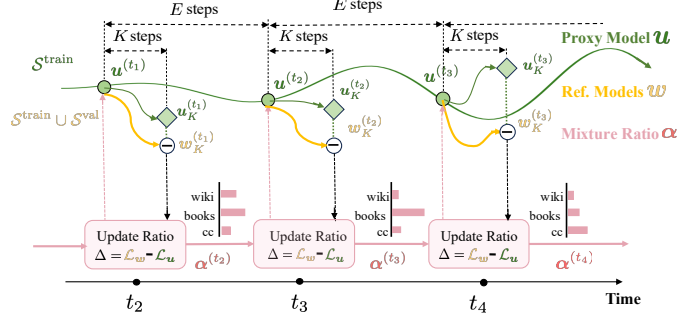 E steps
E steps
K steps
K steps
K steps
Proxy Model u
S^train
u^(t_1)
u^(t_2)
u^(t_3)
u_K^(t_1)
u_K^(t_2)
u_K^(t_3)
Ref. Models w
S^train ∪ S^val
w_K^(t_1)
w_K^(t_2)
w_K^(t_3)
Mixture Ratio α
wiki
books
cc
wiki
books
cc
wiki
books
cc
Update Ratio
Δ = L_w - L_u
Update Ratio
Δ = L_w - L_u
Update Ratio
Δ = L_w - L_u
α^(t_2)
α^(t_3)
α^(t_4)
t_2
t_3
t_4
Time